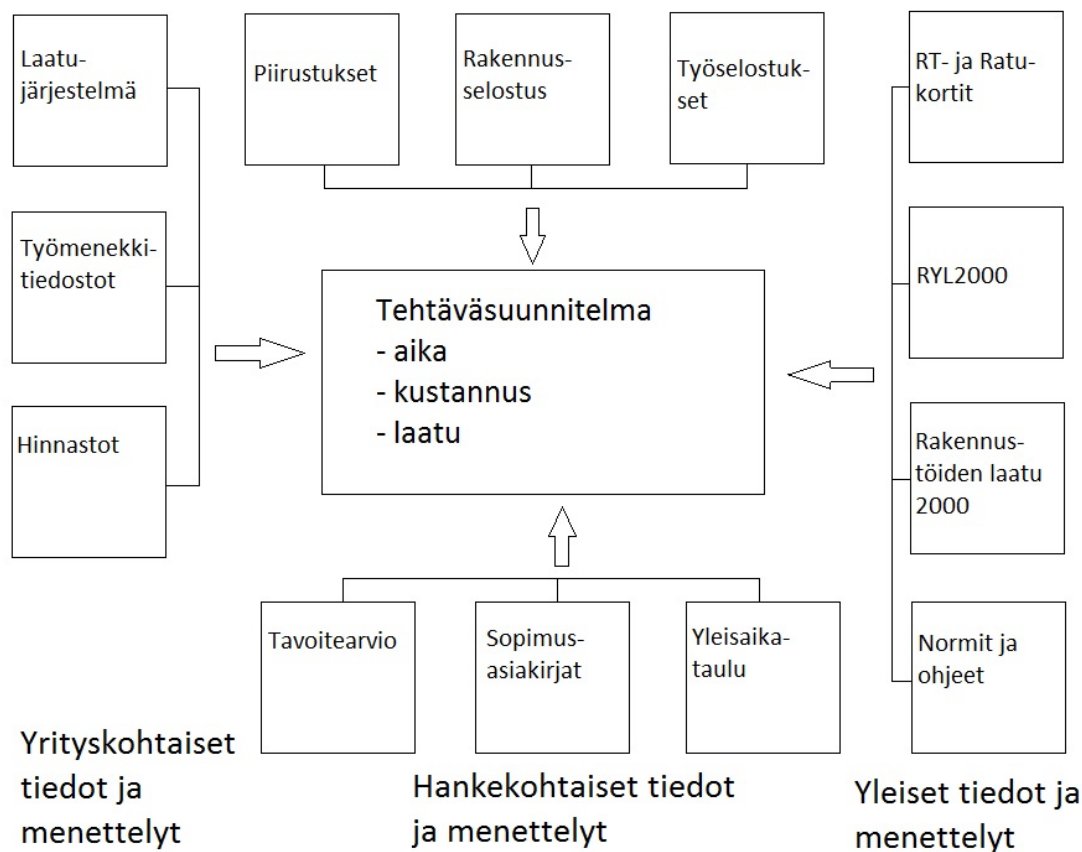 Laatu-
järjestelmä
Piirustukset
Rakennus-
selostus
Työselostuk-
set
RT- ja Ratu-
kortit
Työmenekki-
tiedostot
RYL2000
Tehtäväsuunnitelma
- aika
- kustannus
- laatu
Hinnastot
Rakennus-
töiden laatu
2000
Tavoitearvio
Sopimus-
asiakirjat
Yleisaika-
taulu
Normit ja
ohjeet
Yrityskohtaiset
tiedot ja
menettelyt
Hankekohtaiset tiedot
ja menettelyt
Yleiset tiedot ja
menettelyt